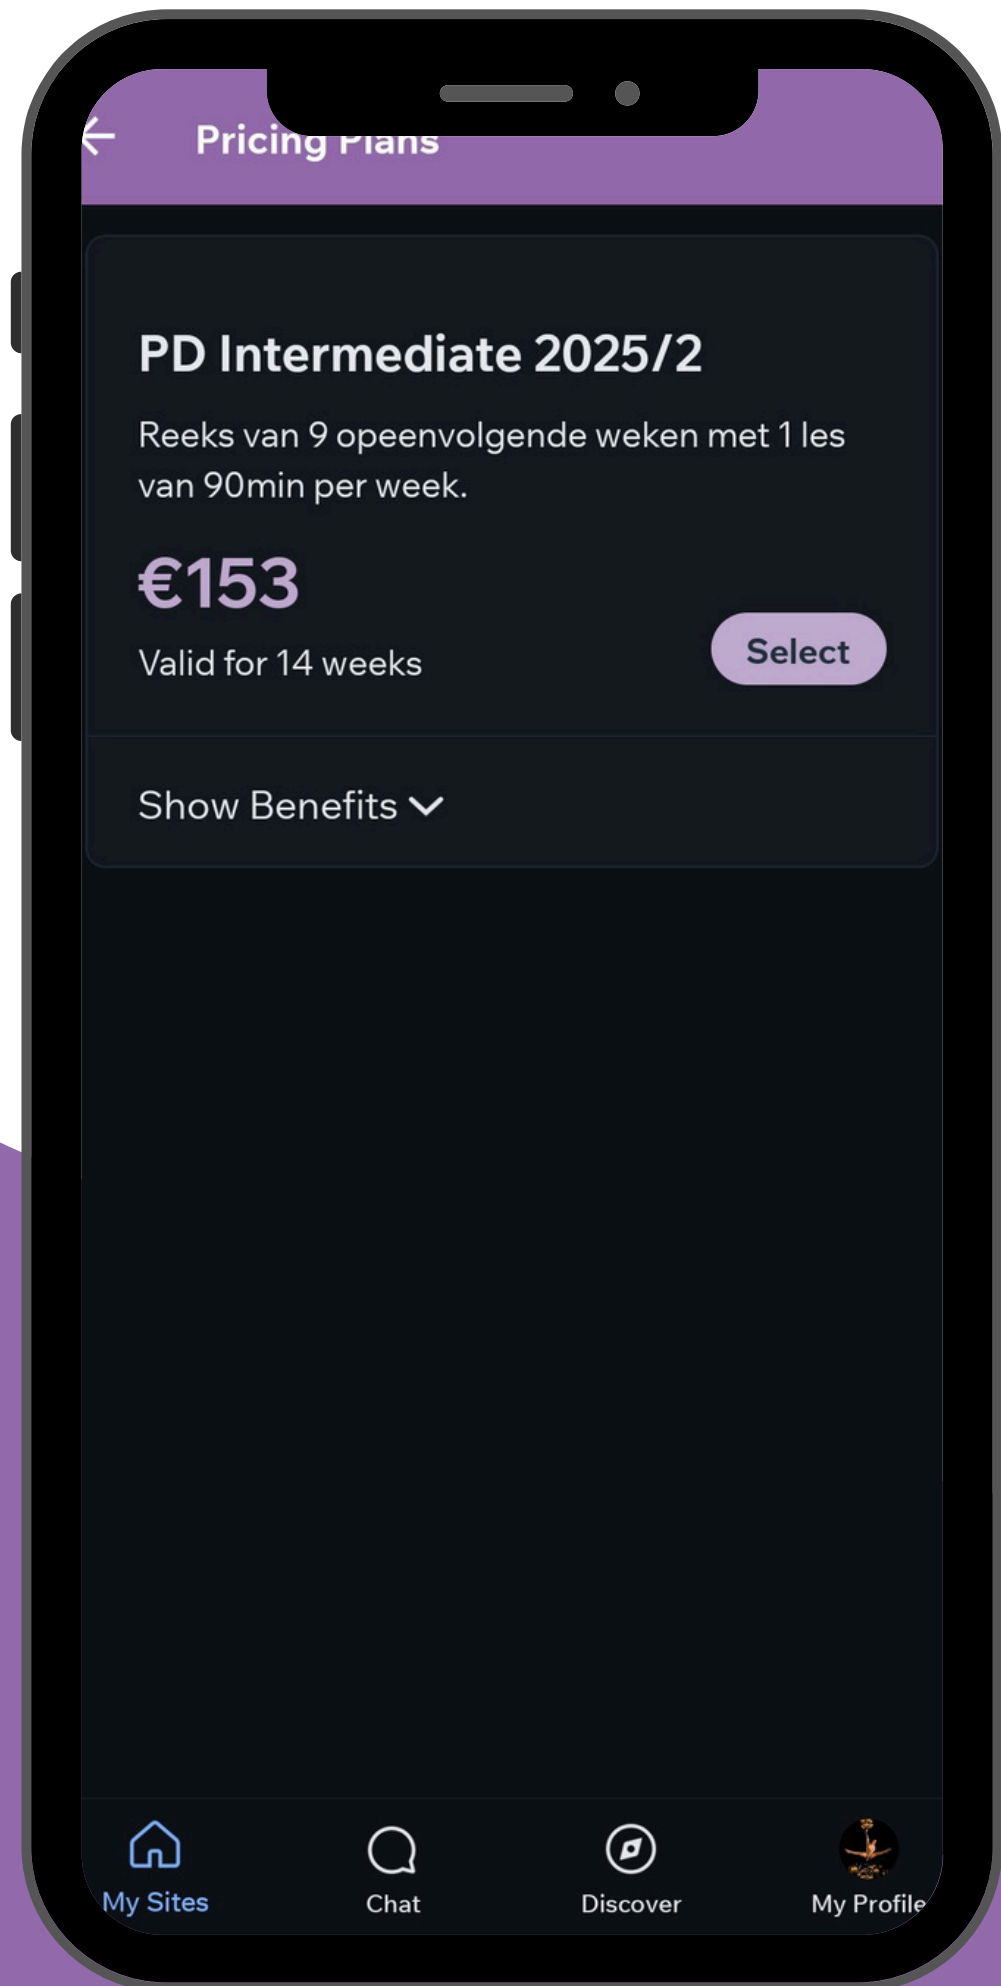 Pricing Plans
PD Intermediate 2025/2
Reeks van 9 opeenvolgende weken met 1 les
van 90min per week.
€153
Valid for 14 weeks
Select
Show Benefits
My Sites
Chat
Discover
My Profile